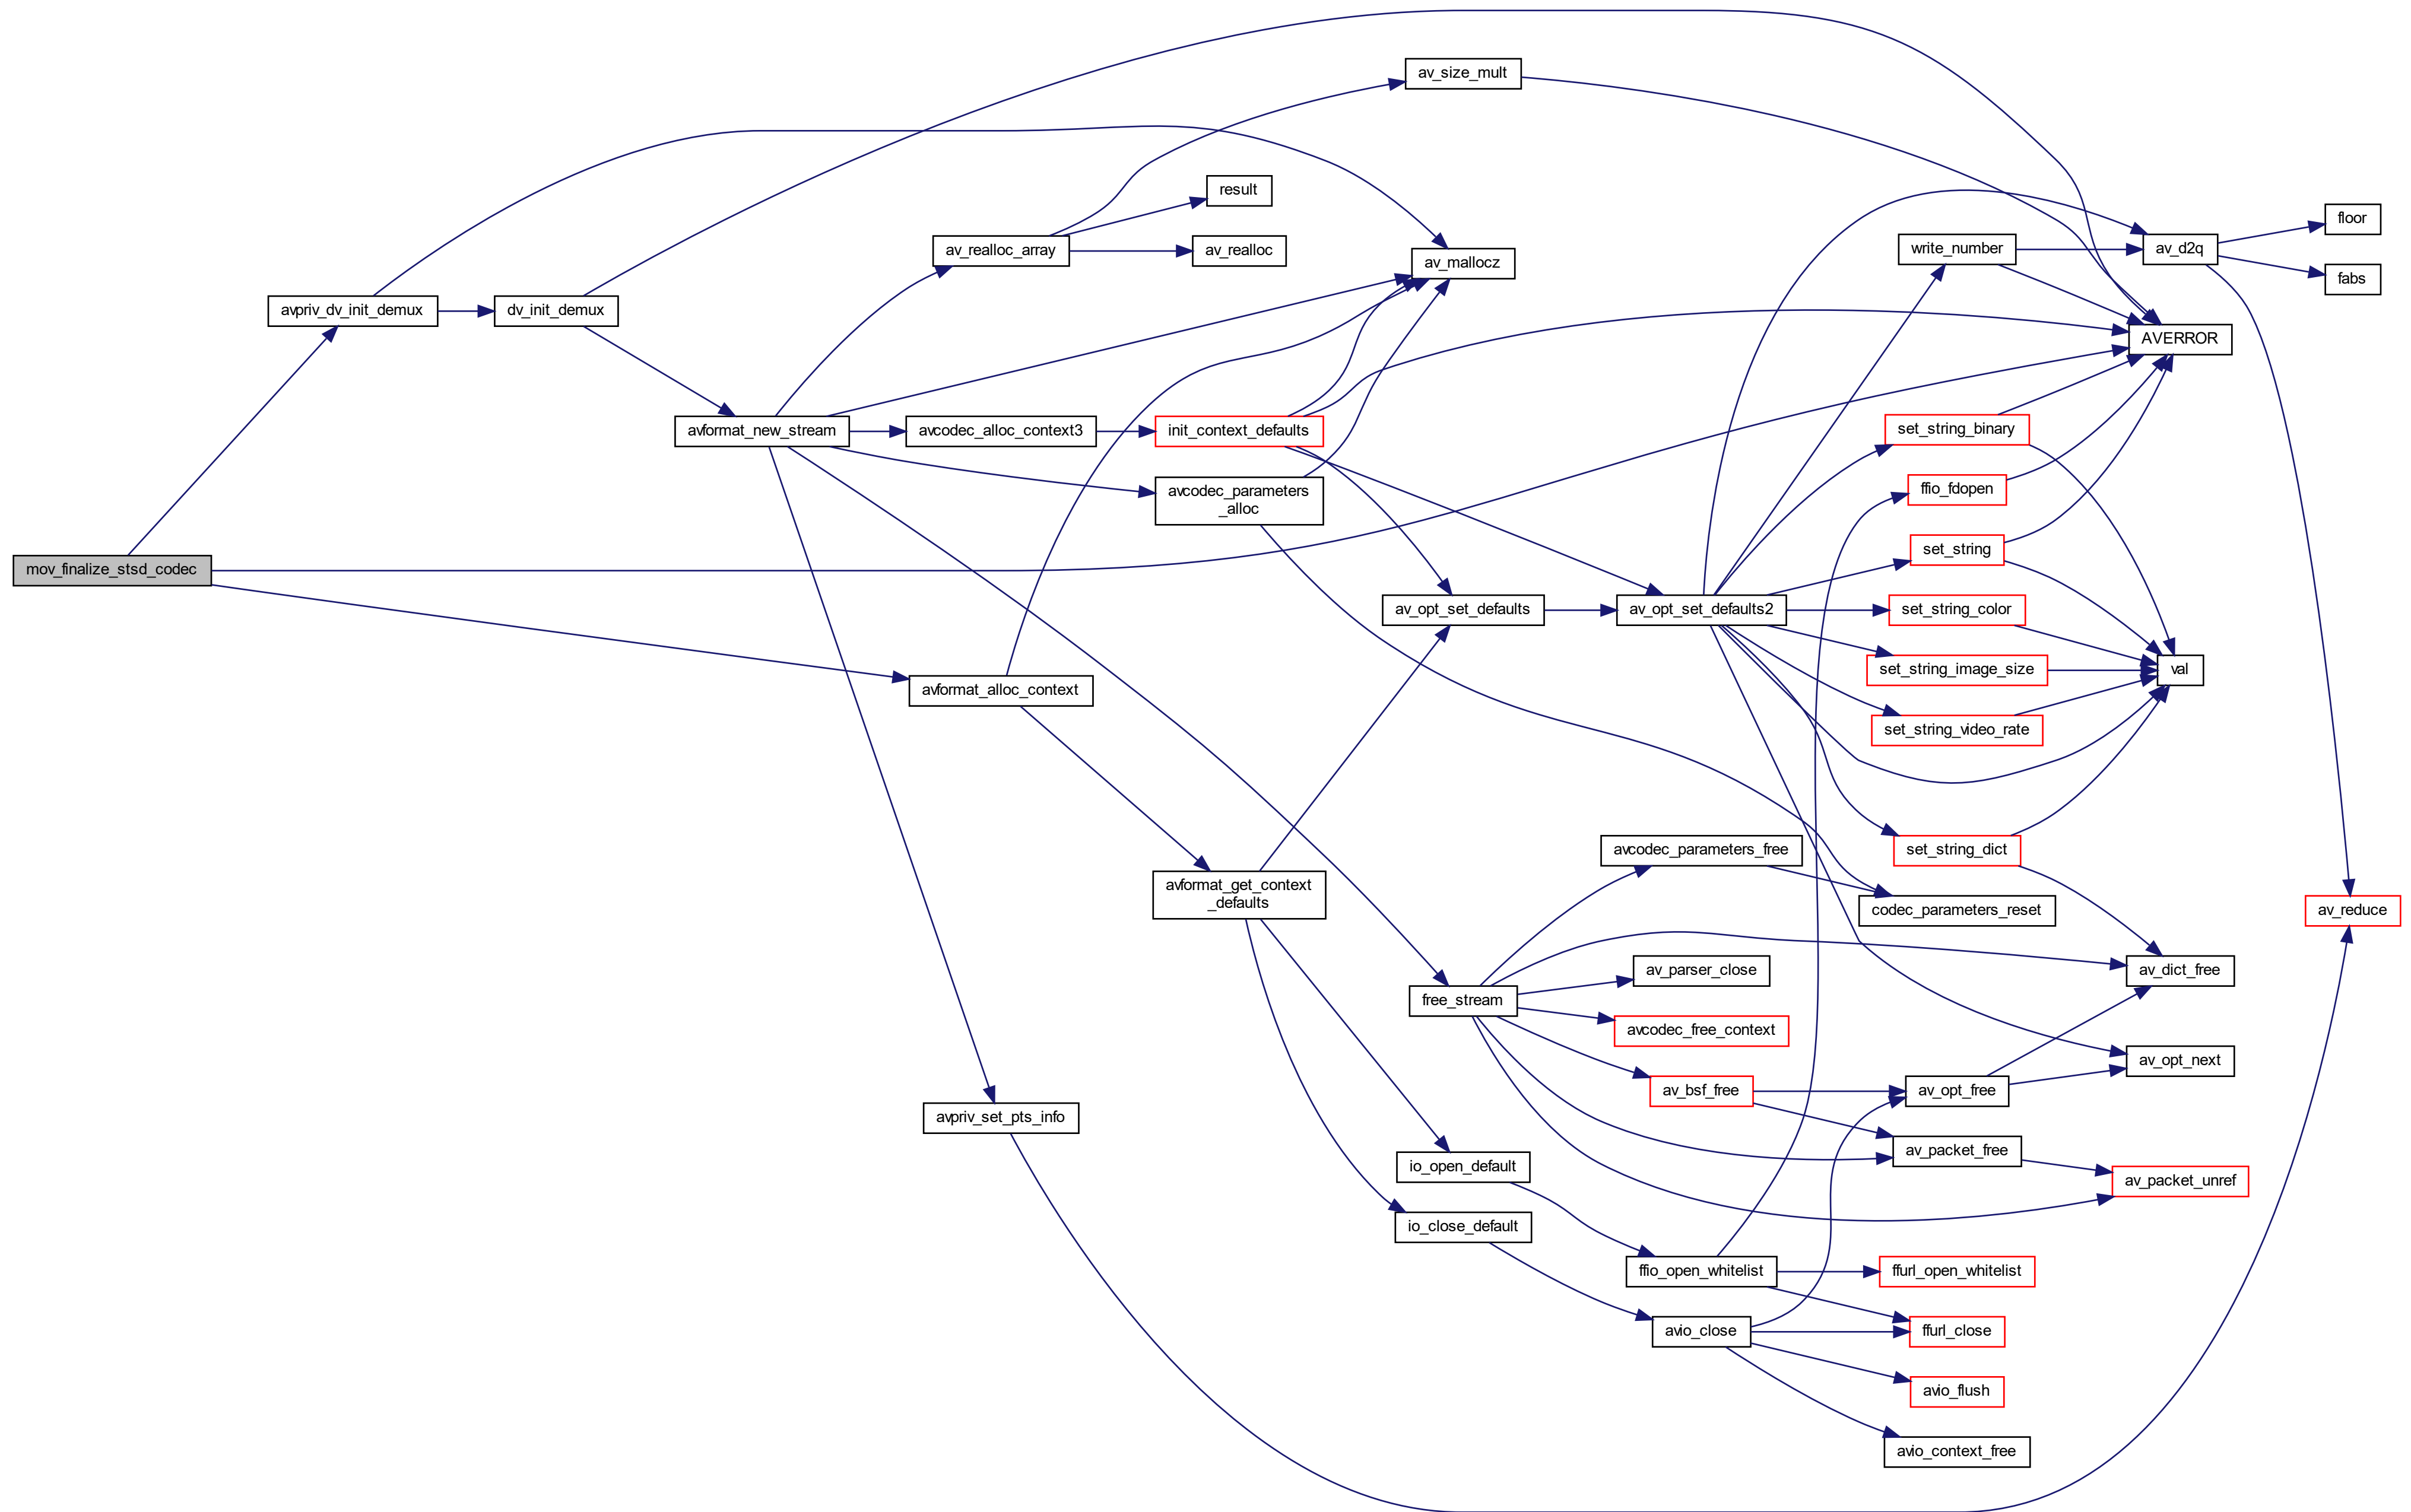 mov_finalize_stsd_codec
avpriv_dv_init_demux
dv_init_demux
avformat_new_stream
av_realloc_array
av_size_mult
result
av_realloc
av_mallocz
avcodec_alloc_context3
init_context_defaults
avcodec_parameters
_alloc
av_opt_set_defaults
av_opt_set_defaults2
avformat_alloc_context
avformat_get_context
_defaults
avpriv_set_pts_info
free_stream
io_open_default
io_close_default
avcodec_parameters_free
av_parser_close
avcodec_free_context
av_bsf_free
ffio_open_whitelist
avio_close
write_number
set_string_binary
ffio_fdopen
set_string
set_string_color
set_string_image_size
set_string_video_rate
set_string_dict
codec_parameters_reset
av_opt_free
av_packet_free
ffurl_open_whitelist
ffurl_close
avio_flush
avio_context_free
av_d2q
AVERROR
val
av_dict_free
av_opt_next
av_packet_unref
floor
fabs
av_reduce